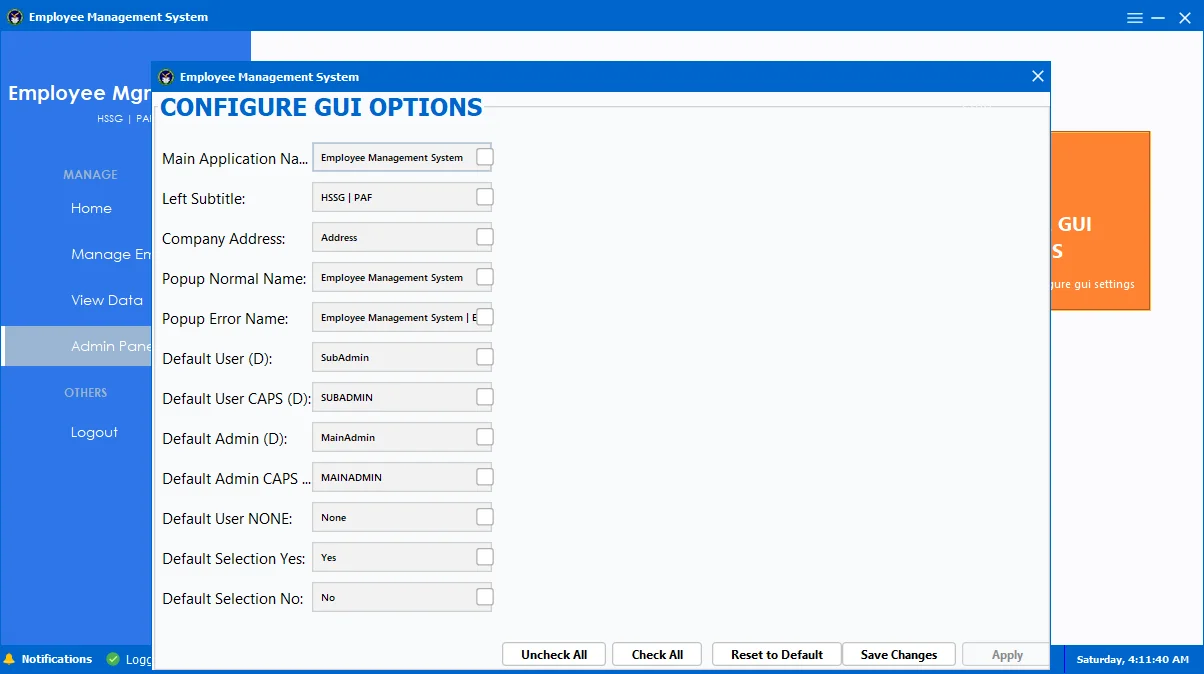 Employee Management System
Employee Mgr
HSSG | PAF
MANAGE
Home
Manage Em
View Data
Admin Pane
OTHERS
Logout
Employee Management System
CONFIGURE GUI OPTIONS
Main Application Na... Employee Management System
Left Subtitle: HSSG | PAF
Company Address: Address
Popup Normal Name: Employee Management System
Popup Error Name: Employee Management System | E
Default User (D): SubAdmin
Default User CAPS (D): SUBADMIN
Default Admin (D): MainAdmin
Default Admin CAPS ... MAINADMIN
Default User NONE: None
Default Selection Yes: Yes
Default Selection No: No
Uncheck All Check All Reset to Default Save Changes Apply
GUI
S
gure gui settings
Notifications Logg Saturday, 4:11:40 AM